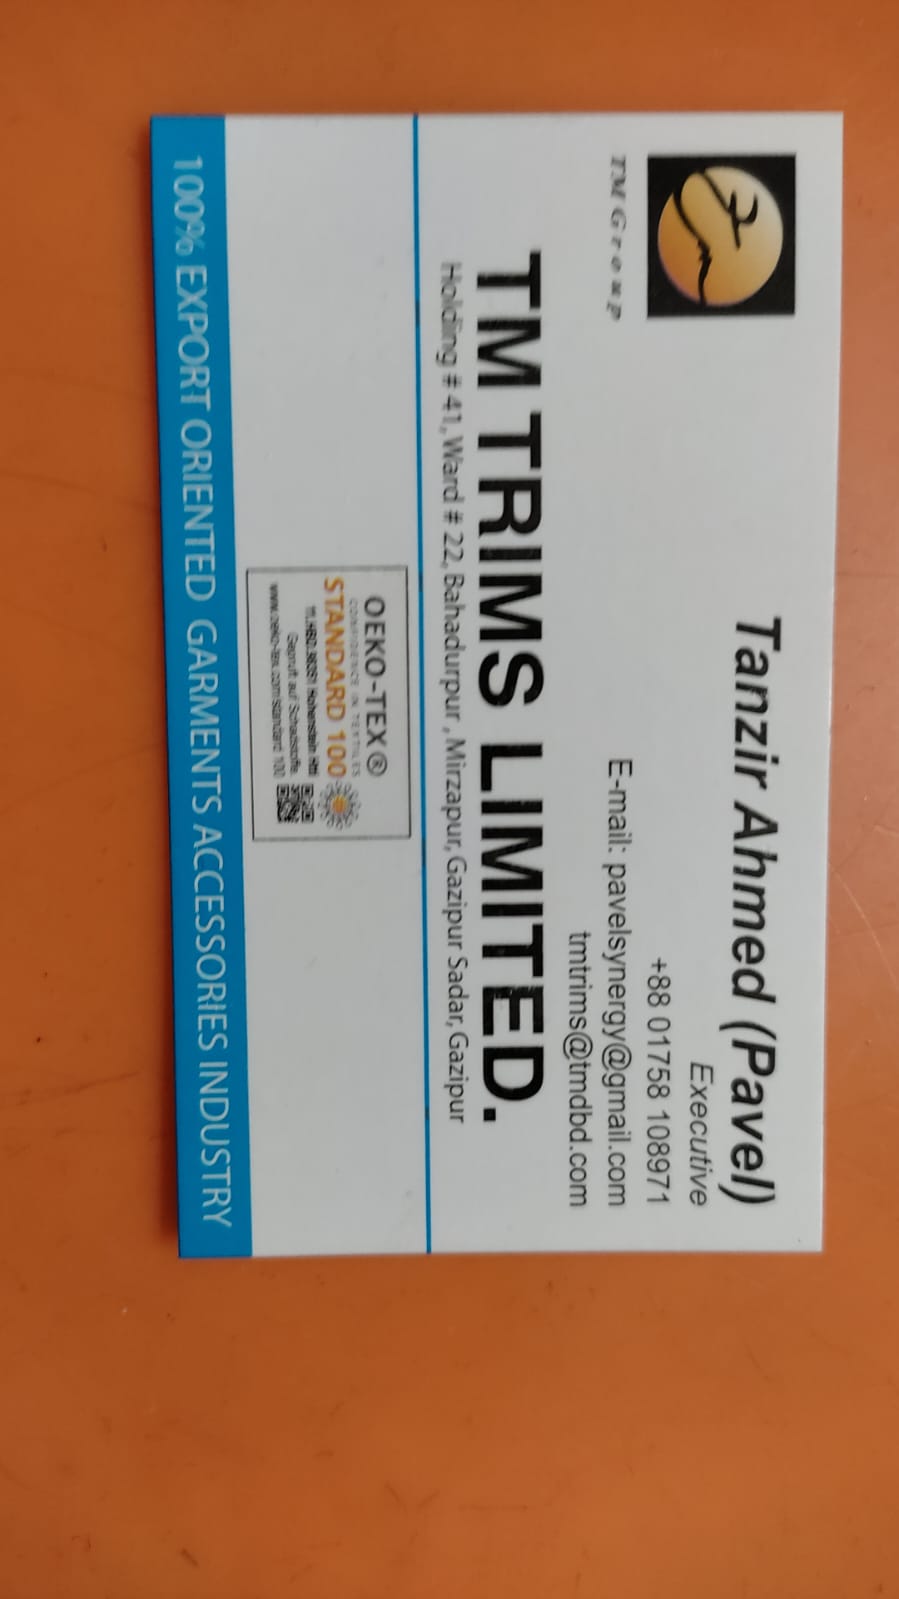 TM Group
Tanzir Ahmed (Pavel)
Executive
+88 01758 108971
E-mail: pavelsynergy@gmail.com
tmtrims@tmdbd.com
TM TRIMS LIMITED.
Holding # 41, Ward # 22, Bahadurpur , Mirzapur, Gazipur Sadar, Gazipur
OEKO-TEX®
CONFIDENCE IN TEXTILES
STANDARD 100
Hohenstein HTTI
Geprüft auf Schadstoffe.
www.oeko-tex.com/standard 100
100% EXPORT ORIENTED GARMENTS ACCESSORIES INDUSTRY